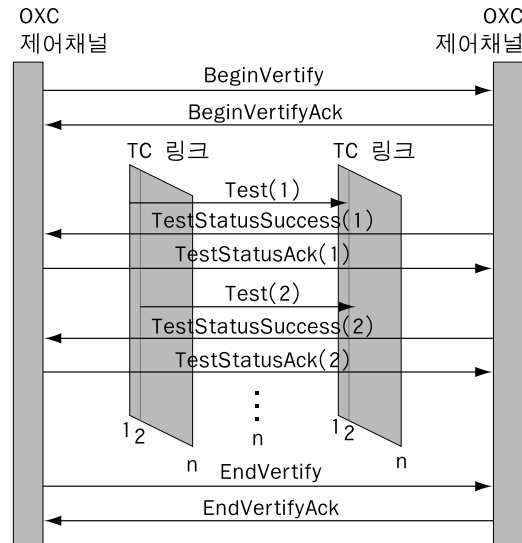 OXC
제어채널
OXC
제어채널
BeginVertify
BeginVertifyAck
TC 링크
TC 링크
Test(1)
TestStatusSuccess(1)
TestStatusAck(1)
Test(2)
TestStatusSuccess(2)
TestStatusAck(2)
1 2
n
n
1 2
n
EndVertify
EndVertifyAck